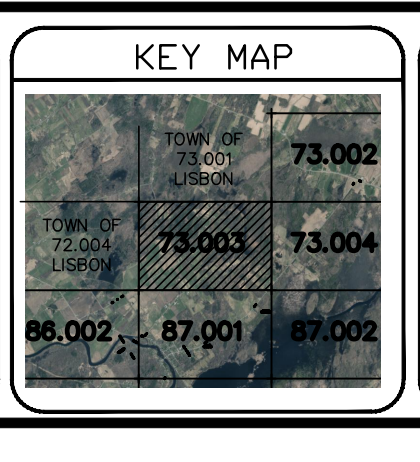 KEY MAP
TOWN OF
73.001
LISBON
73.002
TOWN OF
72.004
LISBON
73.003
73.004
86.002
87.001
87.002